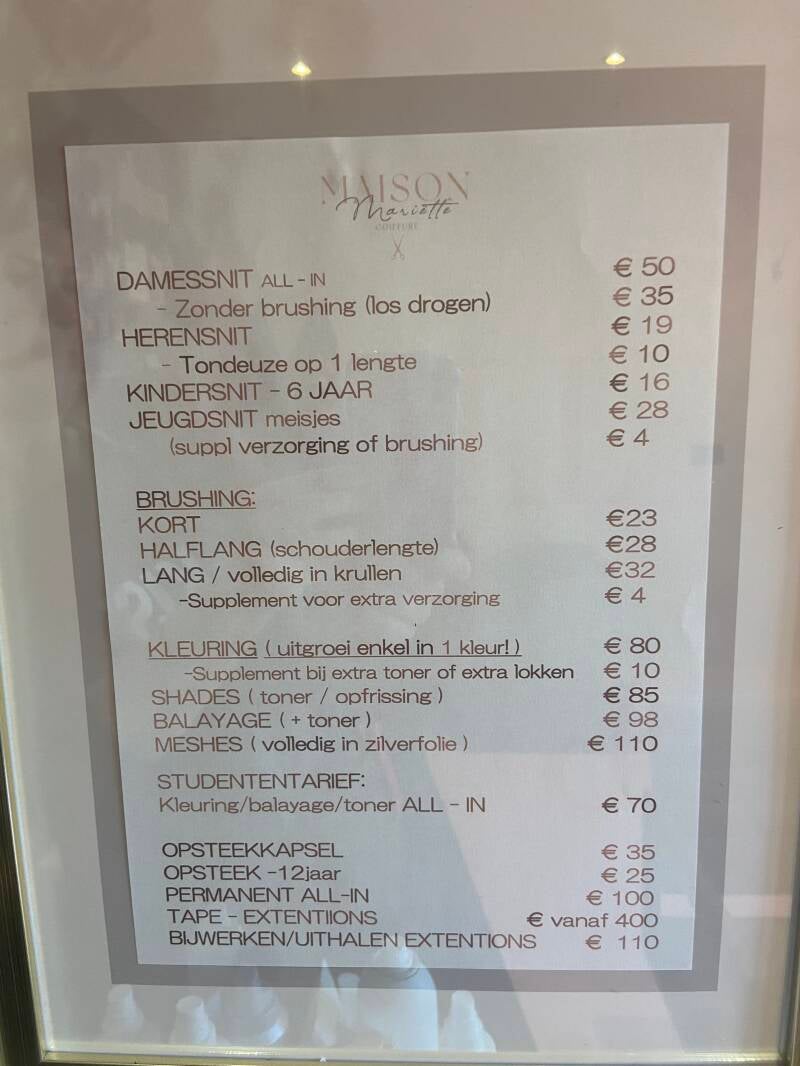 MAISON
Mariëtte
COIFFURE
DAMESSNIT ALL - IN € 50
- Zonder brushing (los drogen) € 35
HERENSNIT € 19
- Tondeuze op 1 lengte € 10
KINDERSNIT - 6 JAAR € 16
JEUGDSNIT meisjes € 28
(suppl verzorging of brushing) € 4
BRUSHING:
KORT €23
HALFLANG (schouderlengte) €28
LANG / volledig in krullen €32
-Supplement voor extra verzorging € 4
KLEURING ( uitgroei enkel in 1 kleur! ) € 80
-Supplement bij extra toner of extra lokken € 10
SHADES ( toner / opfrissing ) € 85
BALAYAGE ( + toner ) € 98
MESHES ( volledig in zilverfolie ) € 110
STUDENTENTARIEF:
Kleuring/balayage/toner ALL - IN € 70
OPSTEEKKAPSEL € 35
OPSTEEK -12jaar € 25
PERMANENT ALL-IN € 100
TAPE - EXTENTIIONS € vanaf 400
BIJWERKEN/UITHALEN EXTENTIONS € 110